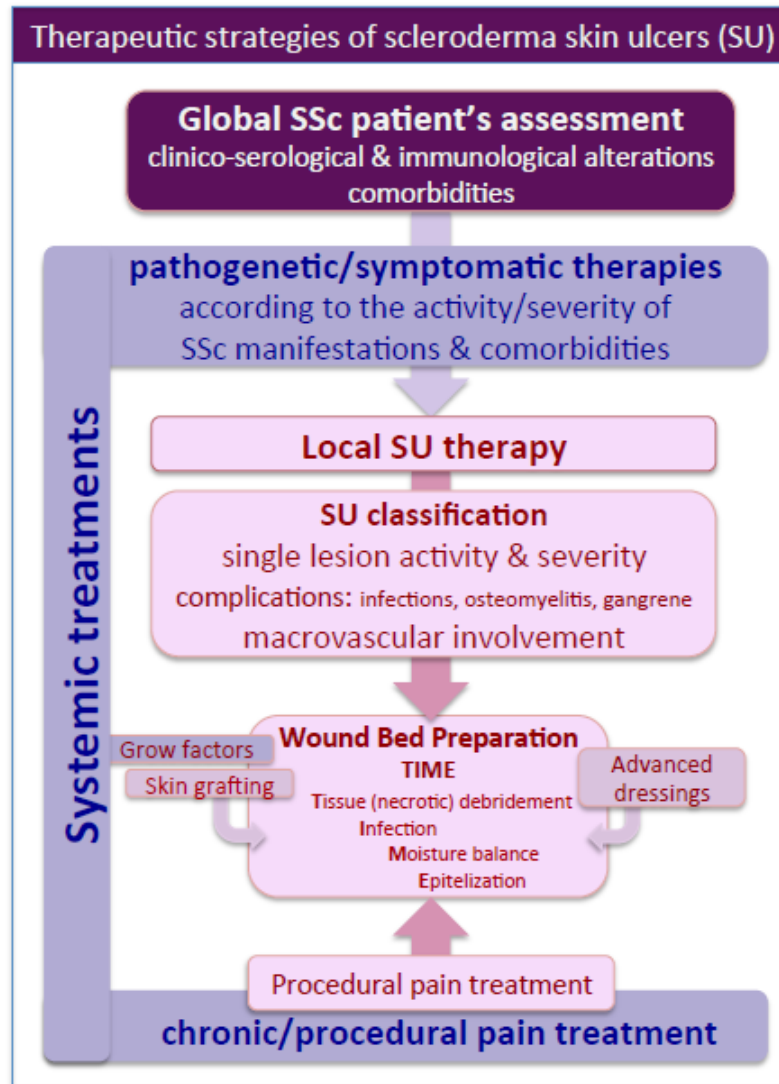 Therapeutic strategies of scleroderma skin ulcers (SU)
Global SSc patient's assessment
clinico-serological & immunological alterations
comorbidities
pathogenetic/symptomatic therapies
according to the activity/severity of
SSc manifestations & comorbidities
Systemic treatments
Local SU therapy
SU classification
single lesion activity & severity
complications: infections, osteomyelitis, gangrene
macrovascular involvement
Grow factors
Skin grafting
Wound Bed Preparation
TIME
Tissue (necrotic) debridement
Infection
Moisture balance
Epitelization
Advanced
dressings
Procedural pain treatment
chronic/procedural pain treatment